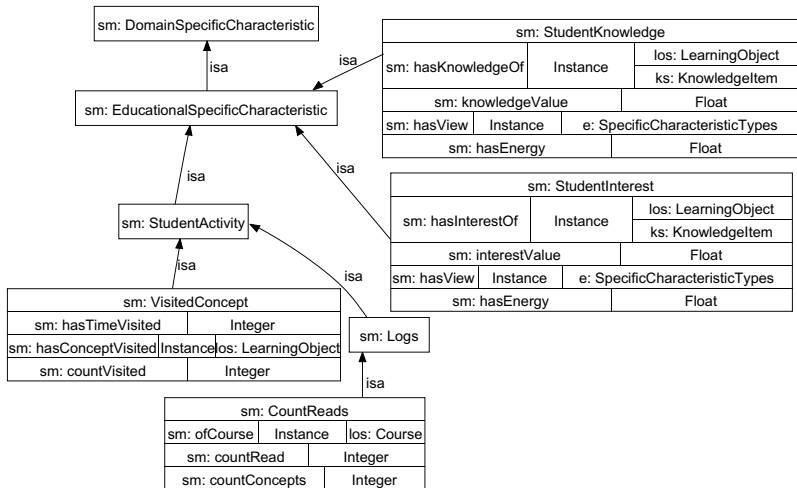 sm: DomainSpecificCharacteristic
isa
sm: EducationalSpecificCharacteristic
isa
sm: StudentKnowledge
sm: hasKnowledgeOf Instance los: LearningObject
ks: KnowledgeItem
sm: knowledgeValue Float
sm: hasView Instance e: SpecificCharacteristicTypes
sm: hasEnergy Float
isa
isa
sm: StudentInterest
sm: hasInterestOf Instance los: LearningObject
ks: KnowledgeItem
sm: interestValue Float
sm: hasView Instance e: SpecificCharacteristicTypes
sm: hasEnergy Float
sm: StudentActivity
isa
isa
sm: VisitedConcept
sm: hasTimeVisited Integer
sm: hasConceptVisited Instance los: LearningObject
sm: countVisited Integer
sm: Logs
isa
sm: CountReads
sm: ofCourse Instance los: Course
sm: countRead Integer
sm: countConcepts Integer